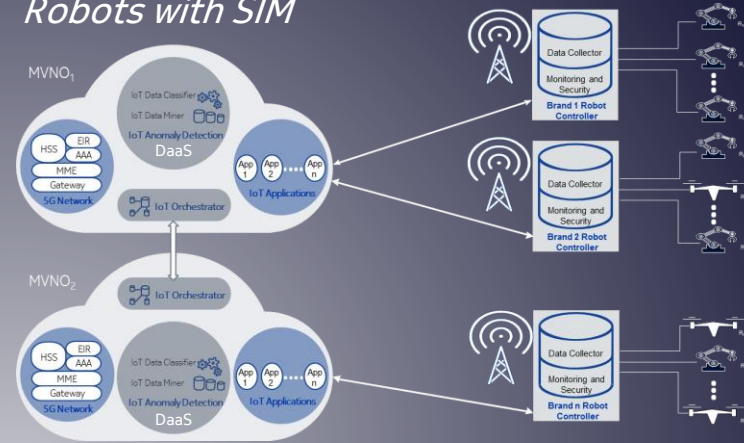 Robots with SIM
MVNO1
IoT Data Classifier
IoT Data Miner
IoT Anomaly Detection
DaaS
HSS
EIR
AAA
MME
Gateway
5G Network
App 1
App 2
App n
IoT Applications
IoT Orchestrator
MVNO2
IoT Orchestrator
HSS
EIR
AAA
MME
Gateway
5G Network
IoT Data Classifier
IoT Data Miner
IoT Anomaly Detection
DaaS
App 1
App 2
App n
IoT Applications
Data Collector
Monitoring and
Security
Brand 1 Robot
Controller
Data Collector
Monitoring and
Security
Brand 2 Robot
Controller
Data Collector
Monitoring and
Security
Brand n Robot
Controller